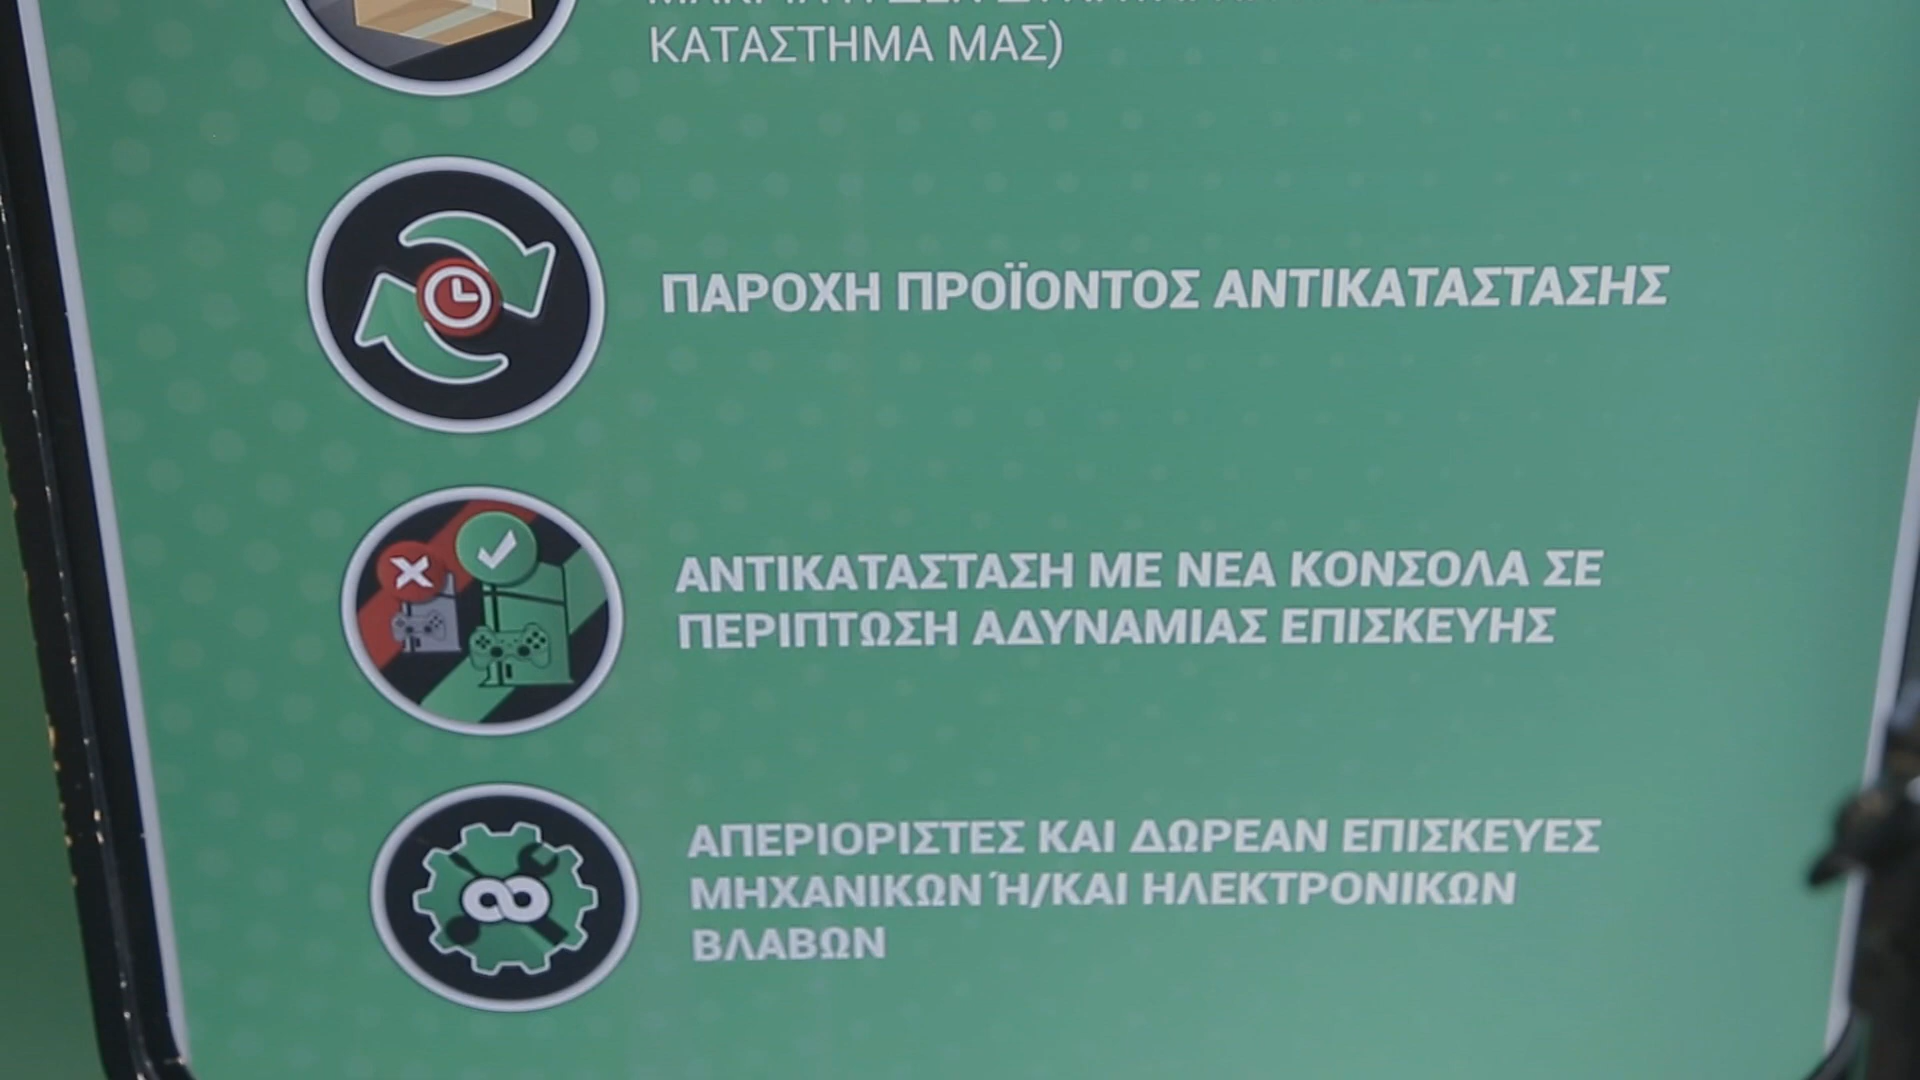 ΚΑΤΑΣΤΗΜΑ ΜΑΣ)
ΠΑΡΟΧΗ ΠΡΟΪΟΝΤΟΣ ΑΝΤΙΚΑΤΑΣΤΑΣΗΣ
ΑΝΤΙΚΑΤΑΣΤΑΣΗ ΜΕ ΝΕΑ ΚΟΝΣΟΛΑ ΣΕ
ΠΕΡΙΠΤΩΣΗ ΑΔΥΝΑΜΙΑΣ ΕΠΙΣΚΕΥΗΣ
ΑΠΕΡΙΟΡΙΣΤΕΣ ΚΑΙ ΔΩΡΕΑΝ ΕΠΙΣΚΕΥΕΣ
ΜΗΧΑΝΙΚΩΝ Ή/ΚΑΙ ΗΛΕΚΤΡΟΝΙΚΩΝ
ΒΛΑΒΩΝ